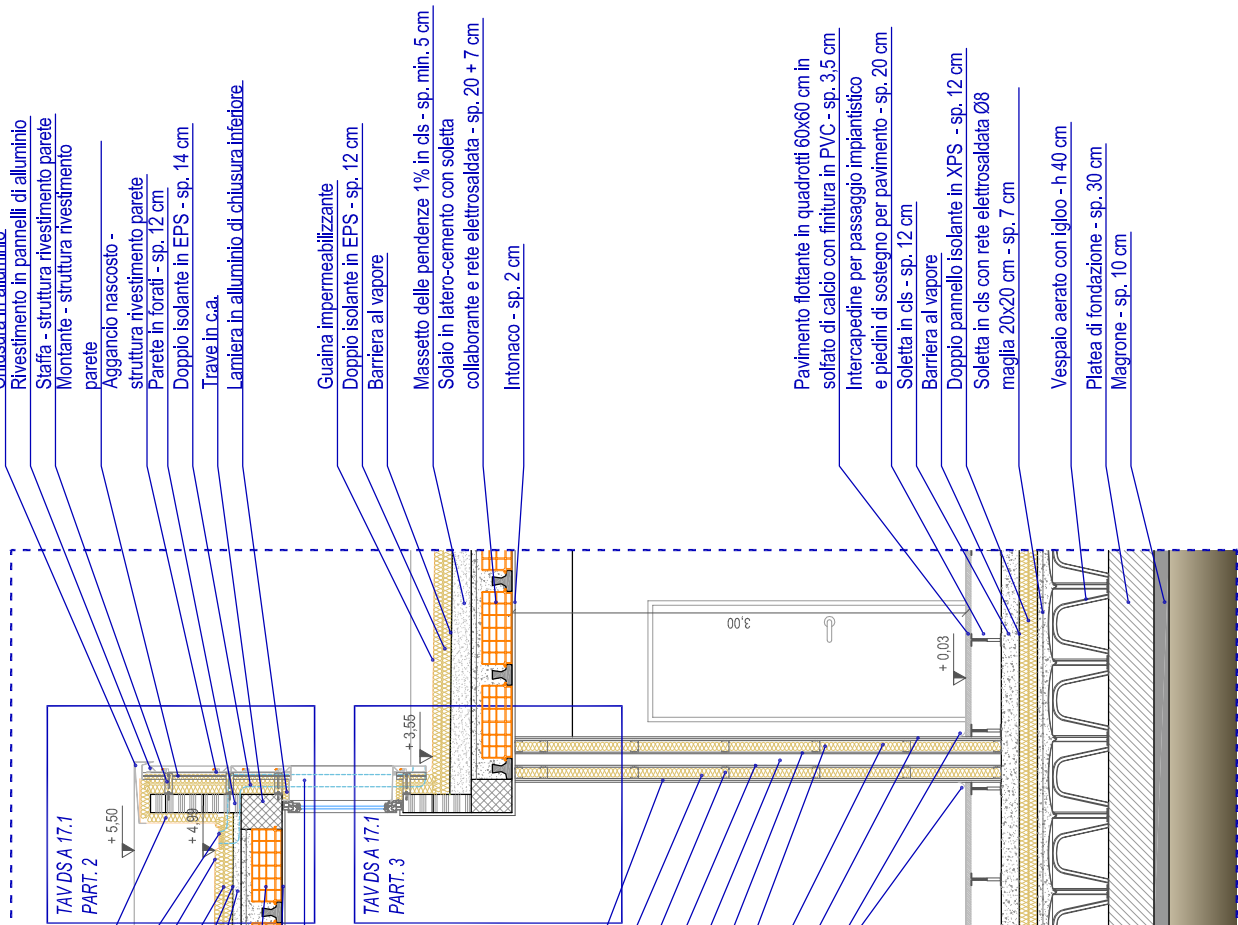 Chiusura in alluminio
Rivestimento in pannelli di alluminio
Staffa - struttura rivestimento parete
Montante - struttura rivestimento
parete
Aggancio nascosto -
struttura rivestimento parete
Parete in forati - sp. 12 cm
Doppio isolante in EPS - sp. 14 cm
Trave in c.a.
Lamiera in alluminio di chiusura inferiore
Guaina impermeabilizzante
Doppio isolante in EPS - sp. 12 cm
Barriera al vapore
Massetto delle pendenze 1% in cls - sp. min. 5 cm
Solaio in latero-cemento con soletta
collaborante e rete elettrosaldata - sp. 20 + 7 cm
Intonaco - sp. 2 cm
Pavimento flottante in quadrotti 60x60 cm in
solfato di calcio con finitura in PVC - sp. 3,5 cm
Intercapedine per passaggio impiantistico
e piedini di sostegno per pavimento - sp. 20 cm
Soletta in cls - sp. 12 cm
Barriera al vapore
Doppio pannello isolante in XPS - sp. 12 cm
Soletta in cls con rete elettrosaldata Ø8
maglia 20x20 cm - sp. 7 cm
Vespaio aerato con igloo - h 40 cm
Platea di fondazione - sp. 30 cm
Magrone - sp. 10 cm
TAV DS A 17.1
PART. 2
+ 5,50
+ 4,99
TAV DS A 17.1
PART. 3
+ 3,55
3,00
+ 0,03